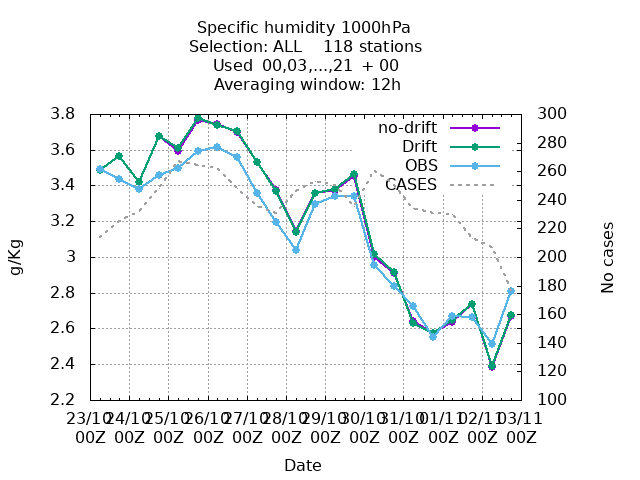 Specific humidity 1000hPa
Selection: ALL 118 stations
Used 00,03,...,21 + 00
Averaging window: 12h
3.8
3.6
3.4
3.2
3
2.8
2.6
2.4
2.2
g/Kg
300
280
260
240
220
200
180
160
140
120
100
No cases
no-drift
Drift
OBS
CASES
23/10 24/10 25/10 26/10 27/10 28/10 29/10 30/10 31/10 01/11 02/11 03/11
00Z 00Z 00Z 00Z 00Z 00Z 00Z 00Z 00Z 00Z 00Z 00Z
Date